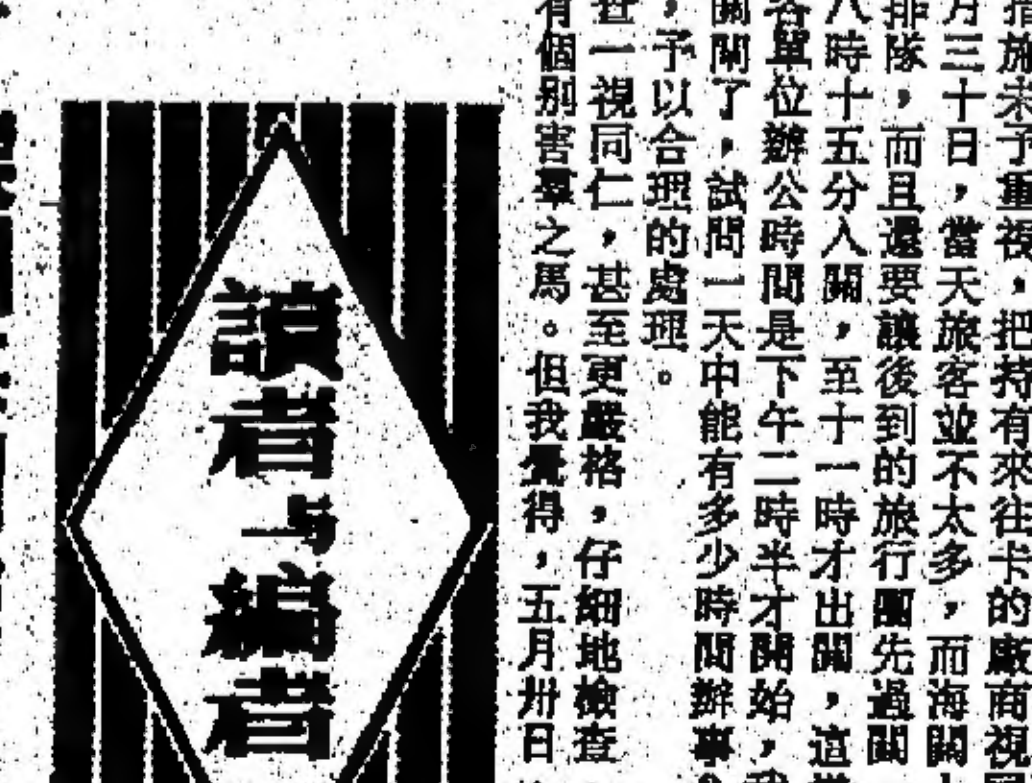 措施未予重視，把持有來往卡的廠商視
月三十日，當天旅客並不太多，而海關
排隊，而且還要讓後到的旅行團先過關
八時十五分入關，至十一時才出關，這
各單位辦公時間是下午二時半才開始，我
關閘了，試問一天中能有多少時間辦事
，予以合理的處理。
查一視同仁，甚至更嚴格，仔細地檢查
有個別害羣之馬。但我覺得，五月卅日
讀者与編者